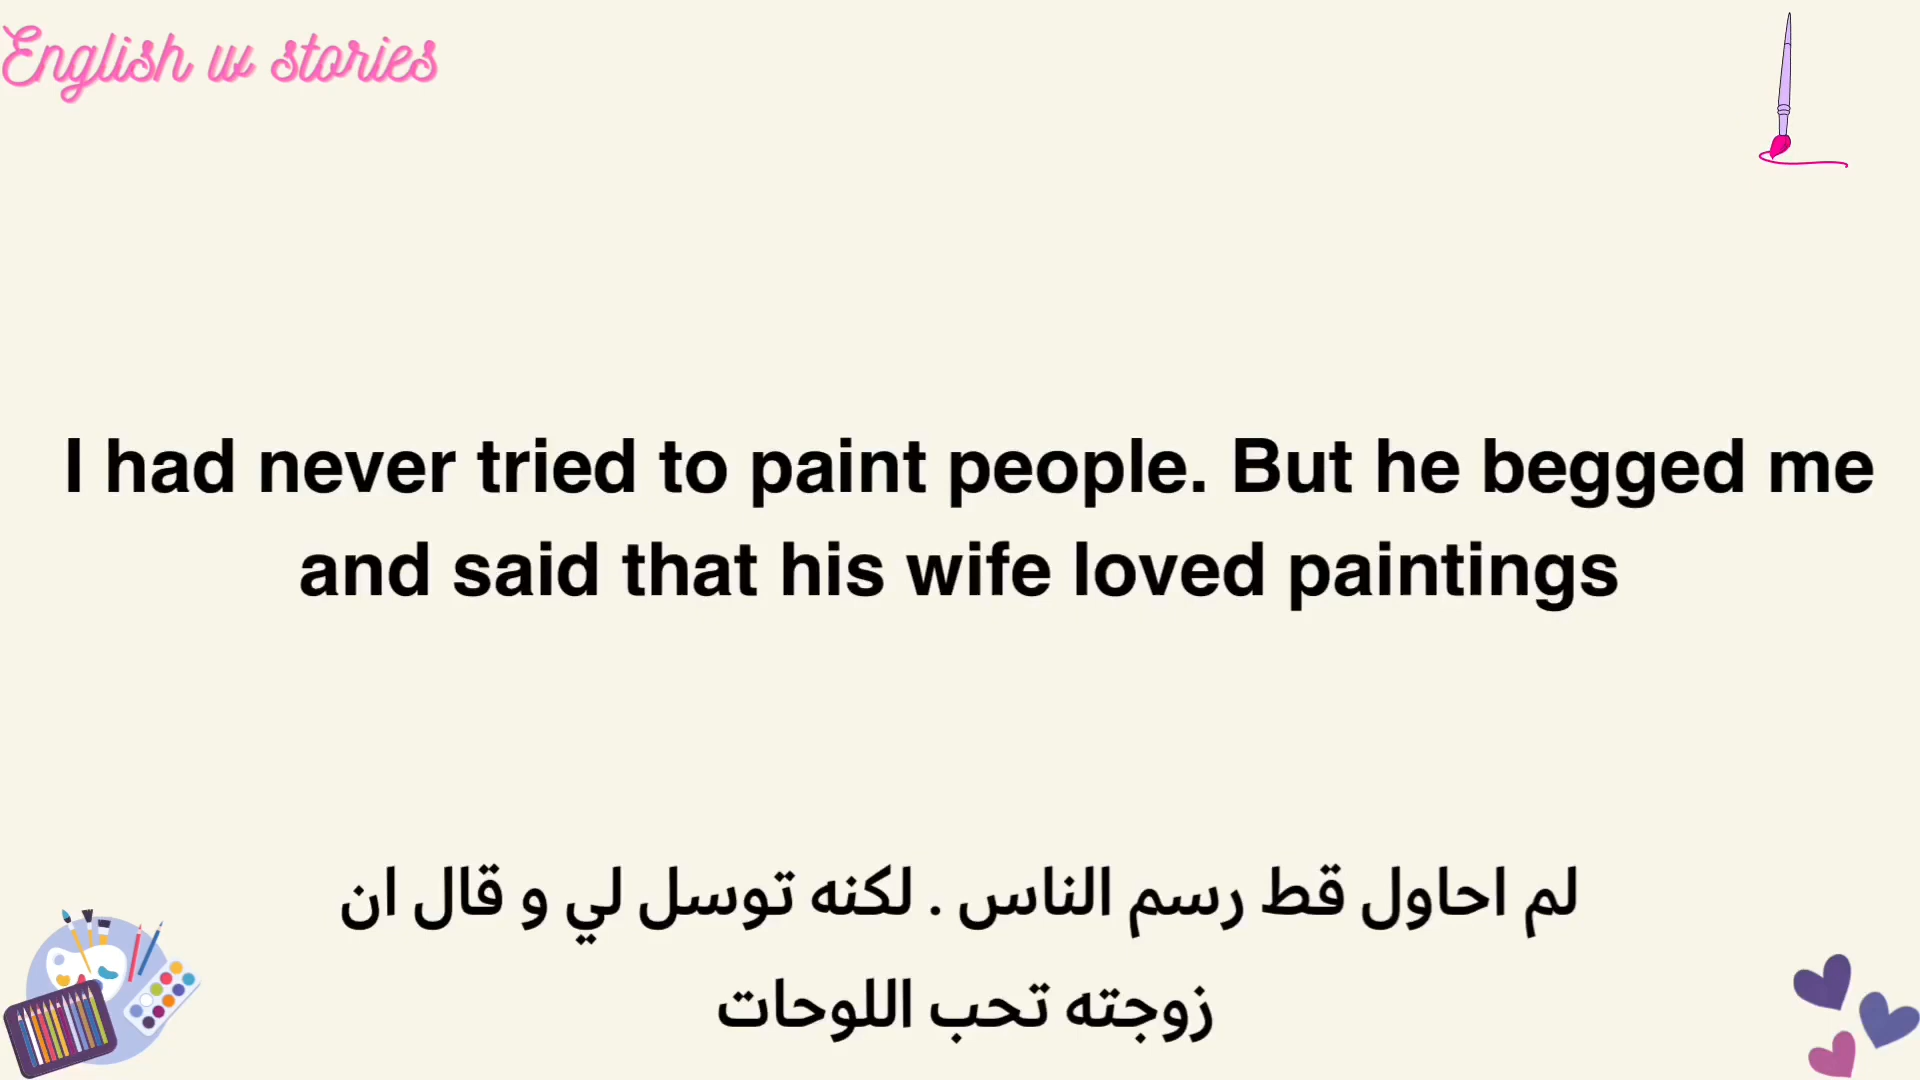 English w stories
I had never tried to paint people. But he begged me
and said that his wife loved paintings
لم احاول قط رسم الناس . لكنه توسل لي و قال ان
زوجته تحب اللوحات